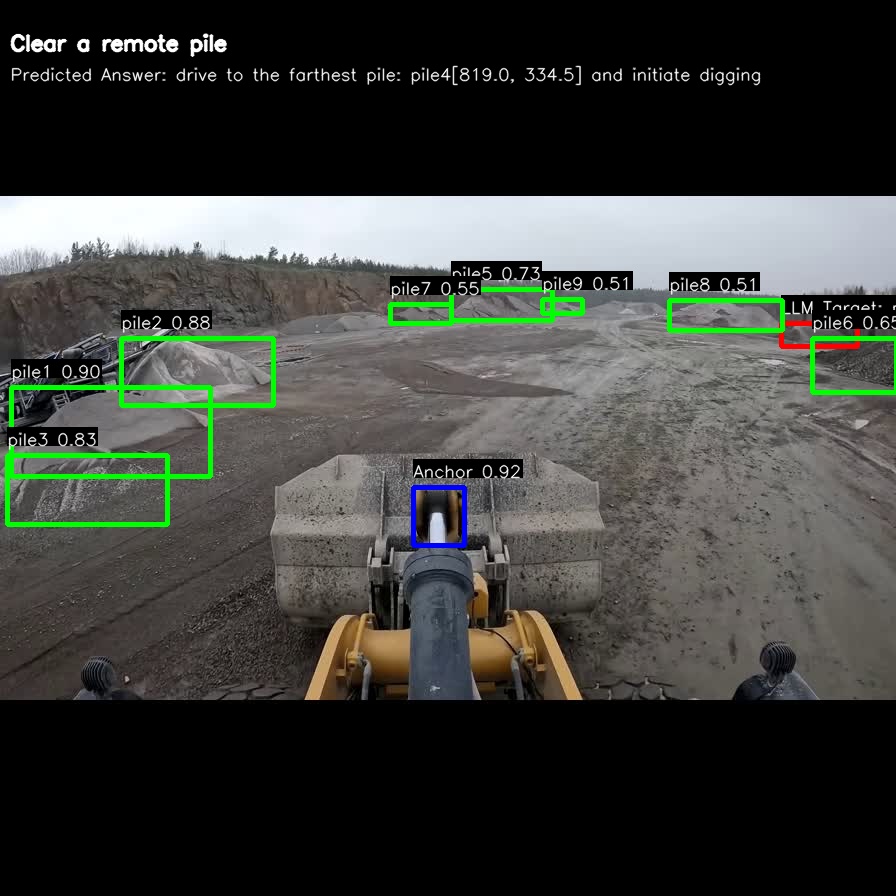 Clear a remote pile
Predicted Answer: drive to the farthest pile: pile4[819.0, 334.5] and initiate digging
pile5 0.73
pile7 0.55
pile9 0.51
pile8 0.51
LLM Target:
pile2 0.88
pile6 0.65
pile1 0.90
pile3 0.83
Anchor 0.92